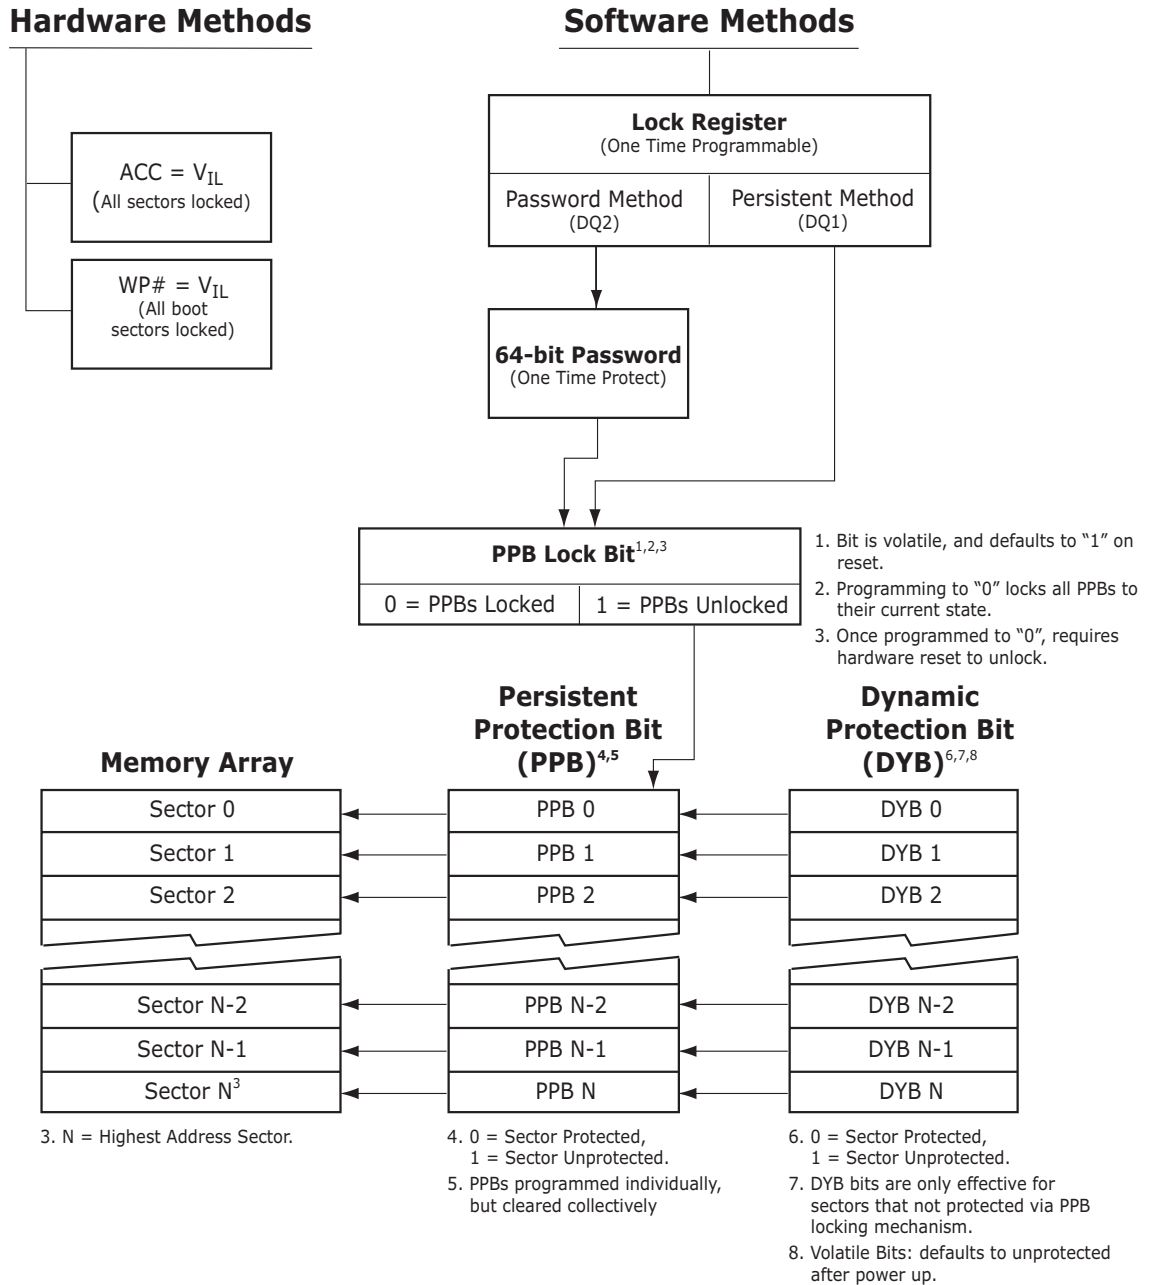 Hardware Methods
Software Methods
ACC = VIL
(All sectors locked)
WP# = VIL
(All boot
sectors locked)
Lock Register
(One Time Programmable)
Password Method
(DQ2)
Persistent Method
(DQ1)
64-bit Password
(One Time Protect)
PPB Lock Bit1,2,3
0 = PPBs Locked
1 = PPBs Unlocked
1. Bit is volatile, and defaults to “1” on
reset.
2. Programming to “0” locks all PPBs to
their current state.
3. Once programmed to “0”, requires
hardware reset to unlock.
Memory Array
Persistent
Protection Bit
(PPB)4,5
Dynamic
Protection Bit
(DYB)6,7,8
Sector 0
PPB 0
DYB 0
Sector 1
PPB 1
DYB 1
Sector 2
PPB 2
DYB 2
Sector N-2
PPB N-2
DYB N-2
Sector N-1
PPB N-1
DYB N-1
Sector N3
PPB N
DYB N
3. N = Highest Address Sector.
4. 0 = Sector Protected,
1 = Sector Unprotected.
5. PPBs programmed individually,
but cleared collectively
6. 0 = Sector Protected,
1 = Sector Unprotected.
7. DYB bits are only effective for
sectors that not protected via PPB
locking mechanism.
8. Volatile Bits: defaults to unprotected
after power up.